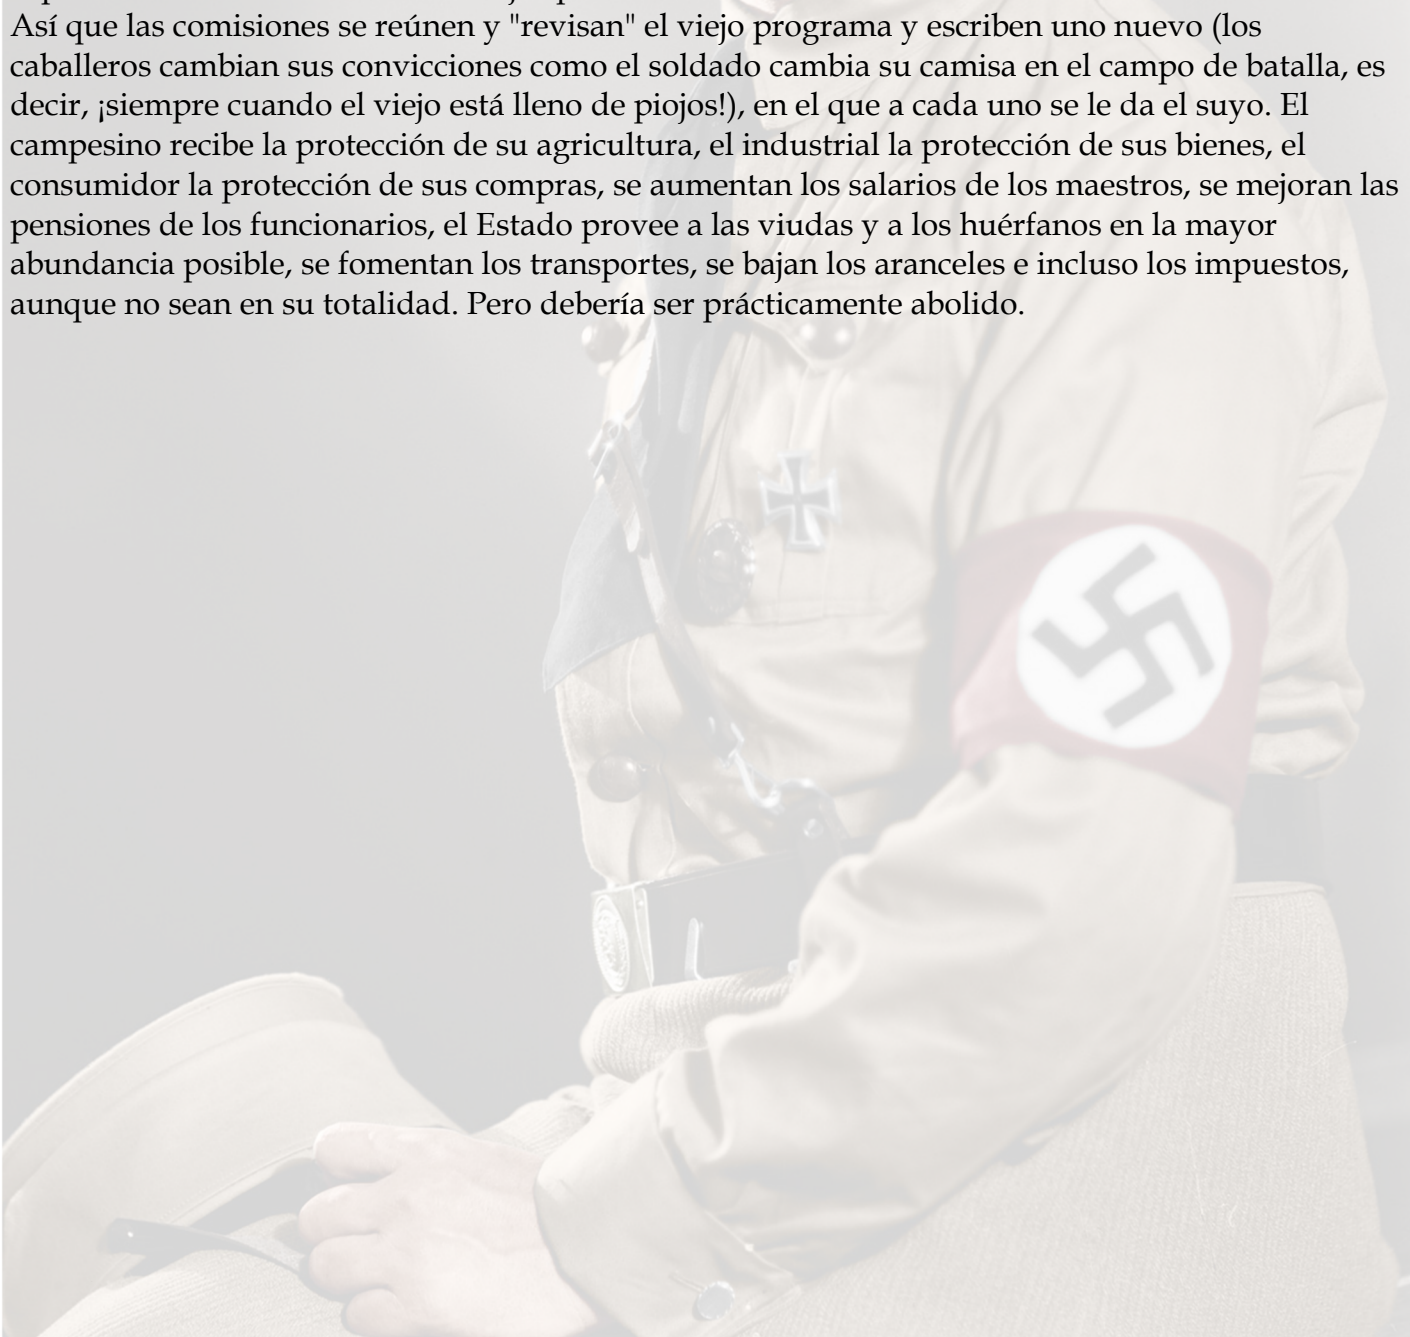 Así que las comisiones se reúnen y "revisan" el viejo programa y escriben uno nuevo (los
caballeros cambian sus convicciones como el soldado cambia su camisa en el campo de batalla, es
decir, ¡siempre cuando el viejo está lleno de piojos!), en el que a cada uno se le da el suyo. El
campesino recibe la protección de su agricultura, el industrial la protección de sus bienes, el
consumidor la protección de sus compras, se aumentan los salarios de los maestros, se mejoran las
pensiones de los funcionarios, el Estado provee a las viudas y a los huérfanos en la mayor
abundancia posible, se fomentan los transportes, se bajan los aranceles e incluso los impuestos,
aunque no sean en su totalidad. Pero debería ser prácticamente abolido.